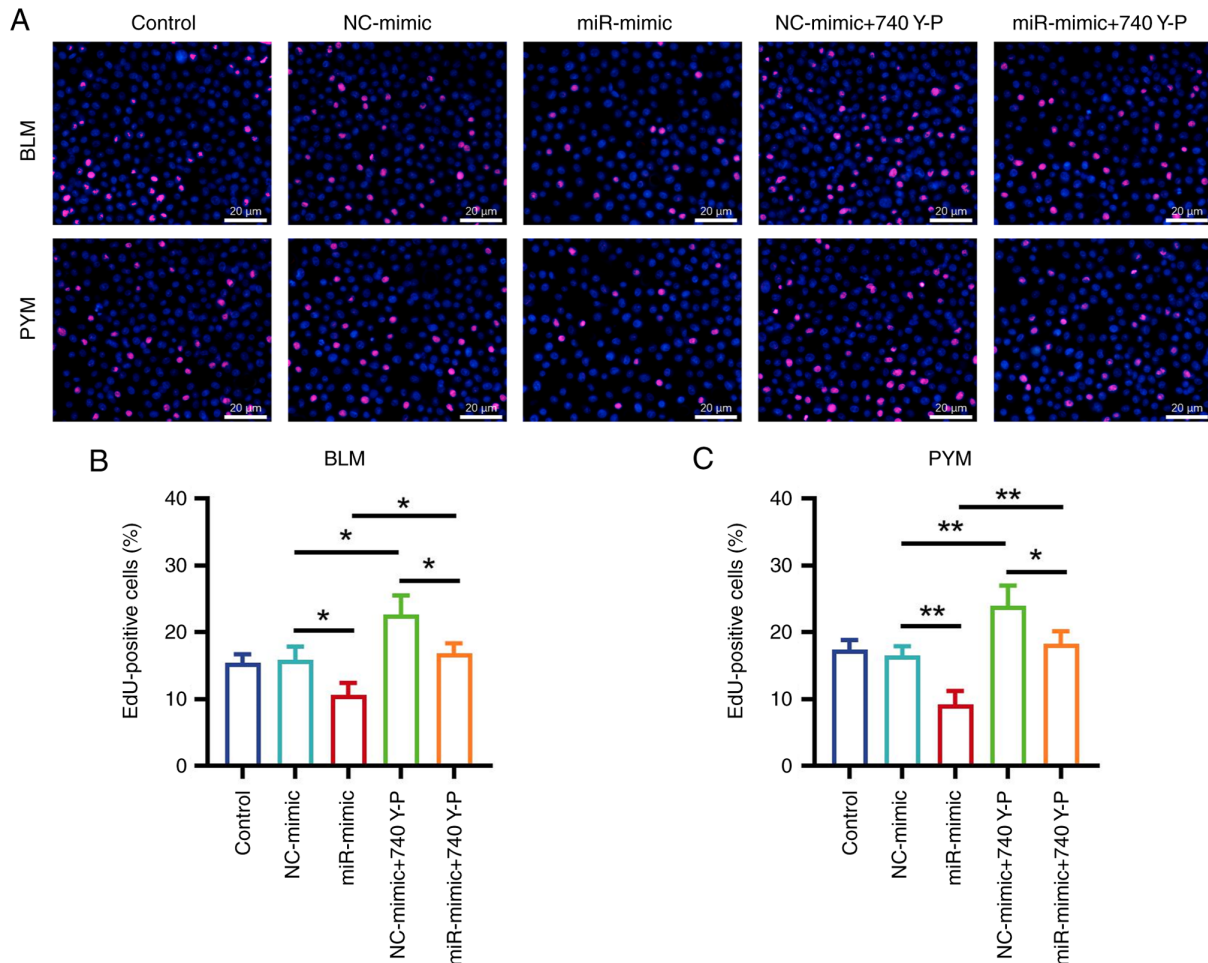 A
Control
NC-mimic
miR-mimic
NC-mimic+740 Y-P
miR-mimic+740 Y-P
BLM
20 μm
20 μm
20 μm
20 μm
20 μm
PYM
20 μm
20 μm
20 μm
20 μm
20 μm
B
BLM
EdU-positive cells (%)
40
30
20
10
0
*
*
*
*
Control
NC-mimic
miR-mimic
NC-mimic+740 Y-P
miR-mimic+740 Y-P
C
PYM
EdU-positive cells (%)
40
30
20
10
0
**
**
*
**
Control
NC-mimic
miR-mimic
NC-mimic+740 Y-P
miR-mimic+740 Y-P